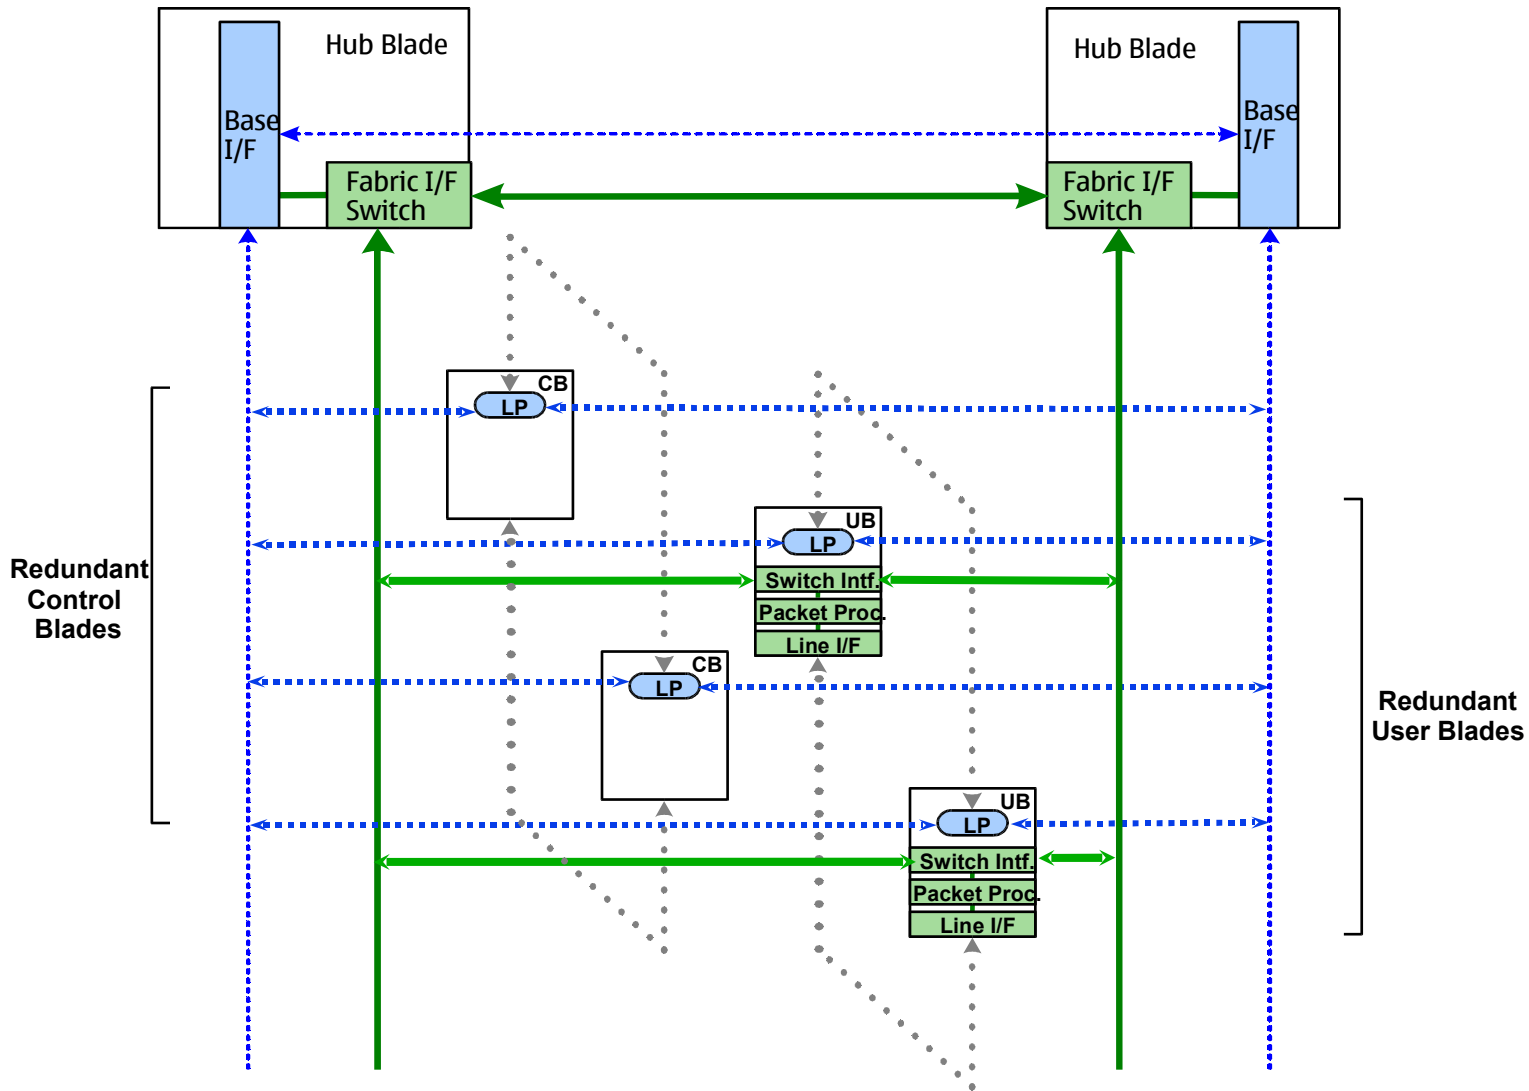 Hub Blade
Hub Blade
Base
I/F
Base
I/F
Fabric I/F
Switch
Fabric I/F
Switch
CB
LP
UB
LP
Switch Intf.
Packet Proc.
Line I/F
Redundant
Control
Blades
CB
LP
Redundant
User Blades
UB
LP
Switch Intf.
Packet Proc.
Line I/F